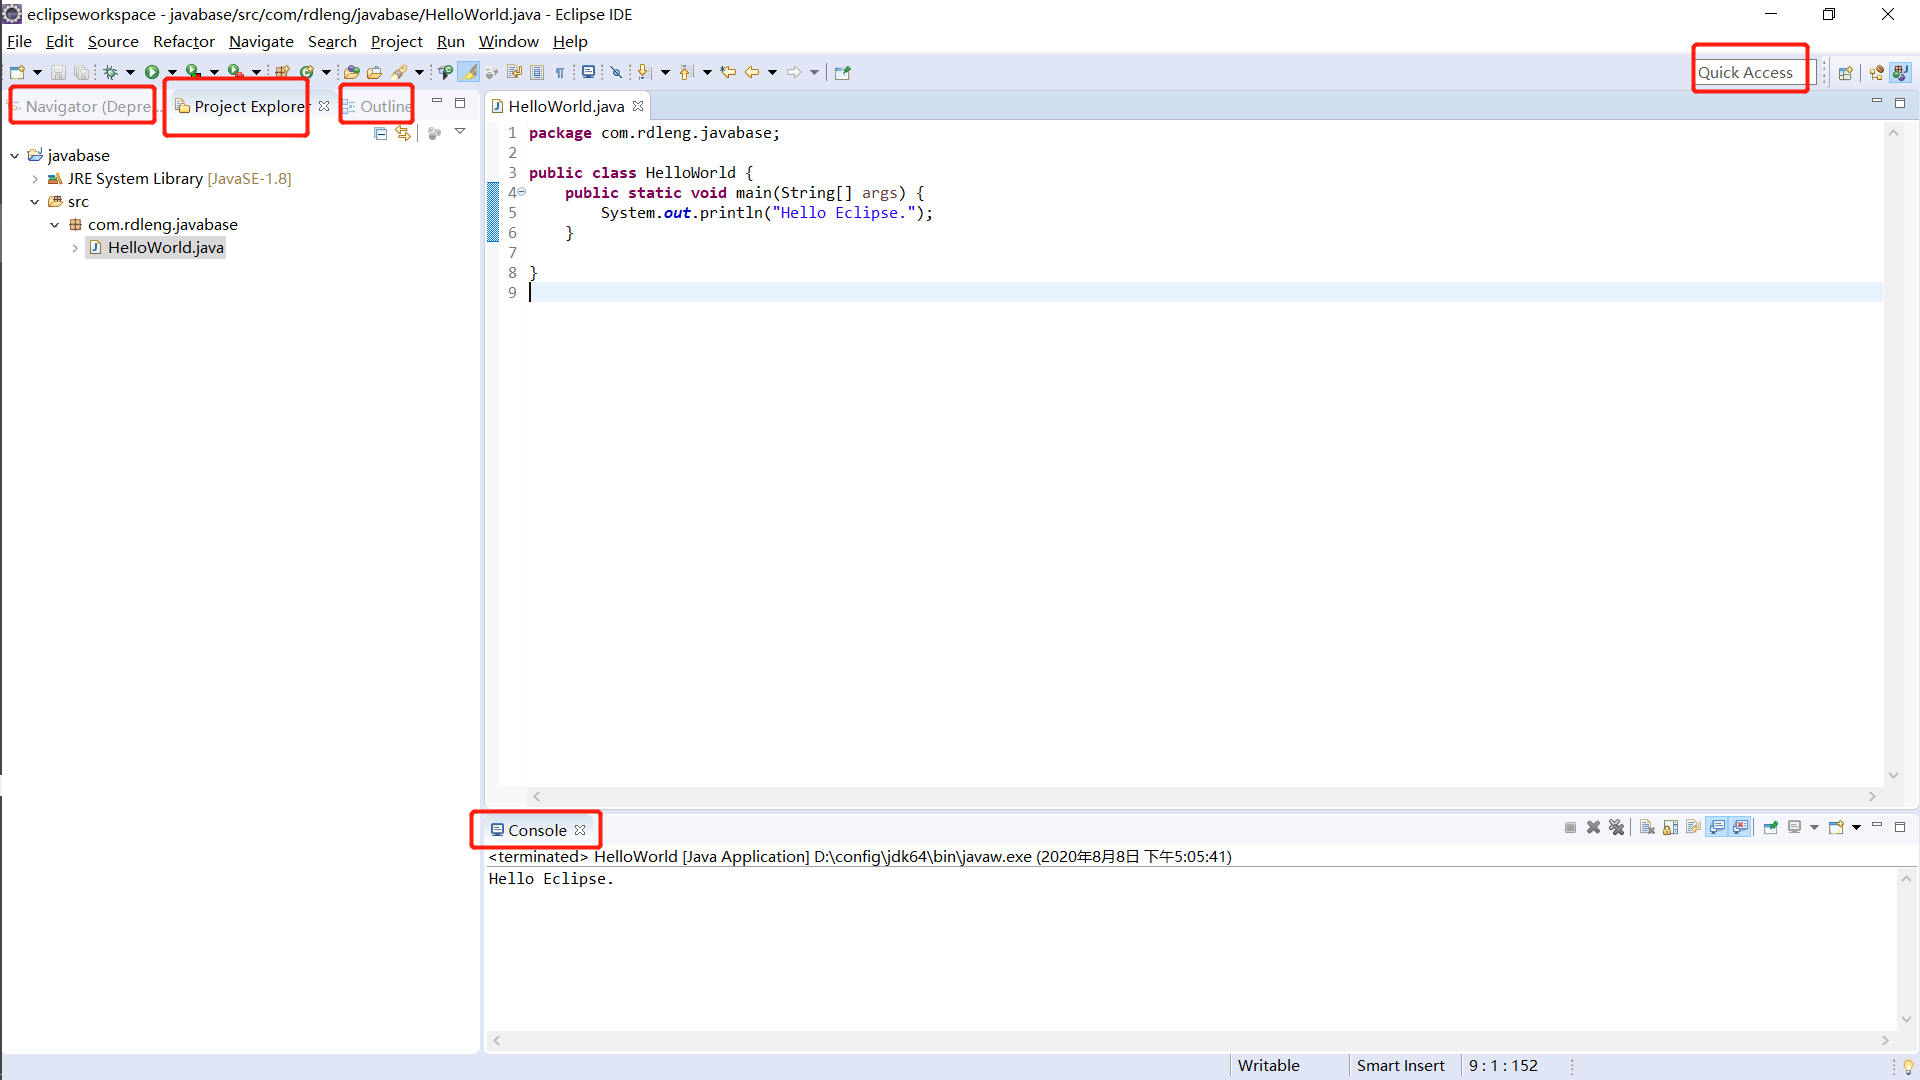 eclipseworkspace - javabase/src/com/rdleng/javabase/HelloWorld.java - Eclipse IDE
File Edit Source Refactor Navigate Search Project Run Window Help
Quick Access
Navigator (Depre... Project Explorer Outline
HelloWorld.java
javabase
JRE System Library [JavaSE-1.8]
src
com.rdleng.javabase
HelloWorld.java
1 package com.rdleng.javabase;
2
3 public class HelloWorld {
4 public static void main(String[] args) {
5 System.out.println("Hello Eclipse.");
6 }
7
8 }
9
Console
<terminated> HelloWorld [Java Application] D:\config\jdk64\bin\javaw.exe (2020年8月8日 下午5:05:41)
Hello Eclipse.
Writable Smart Insert 9 : 1 : 152